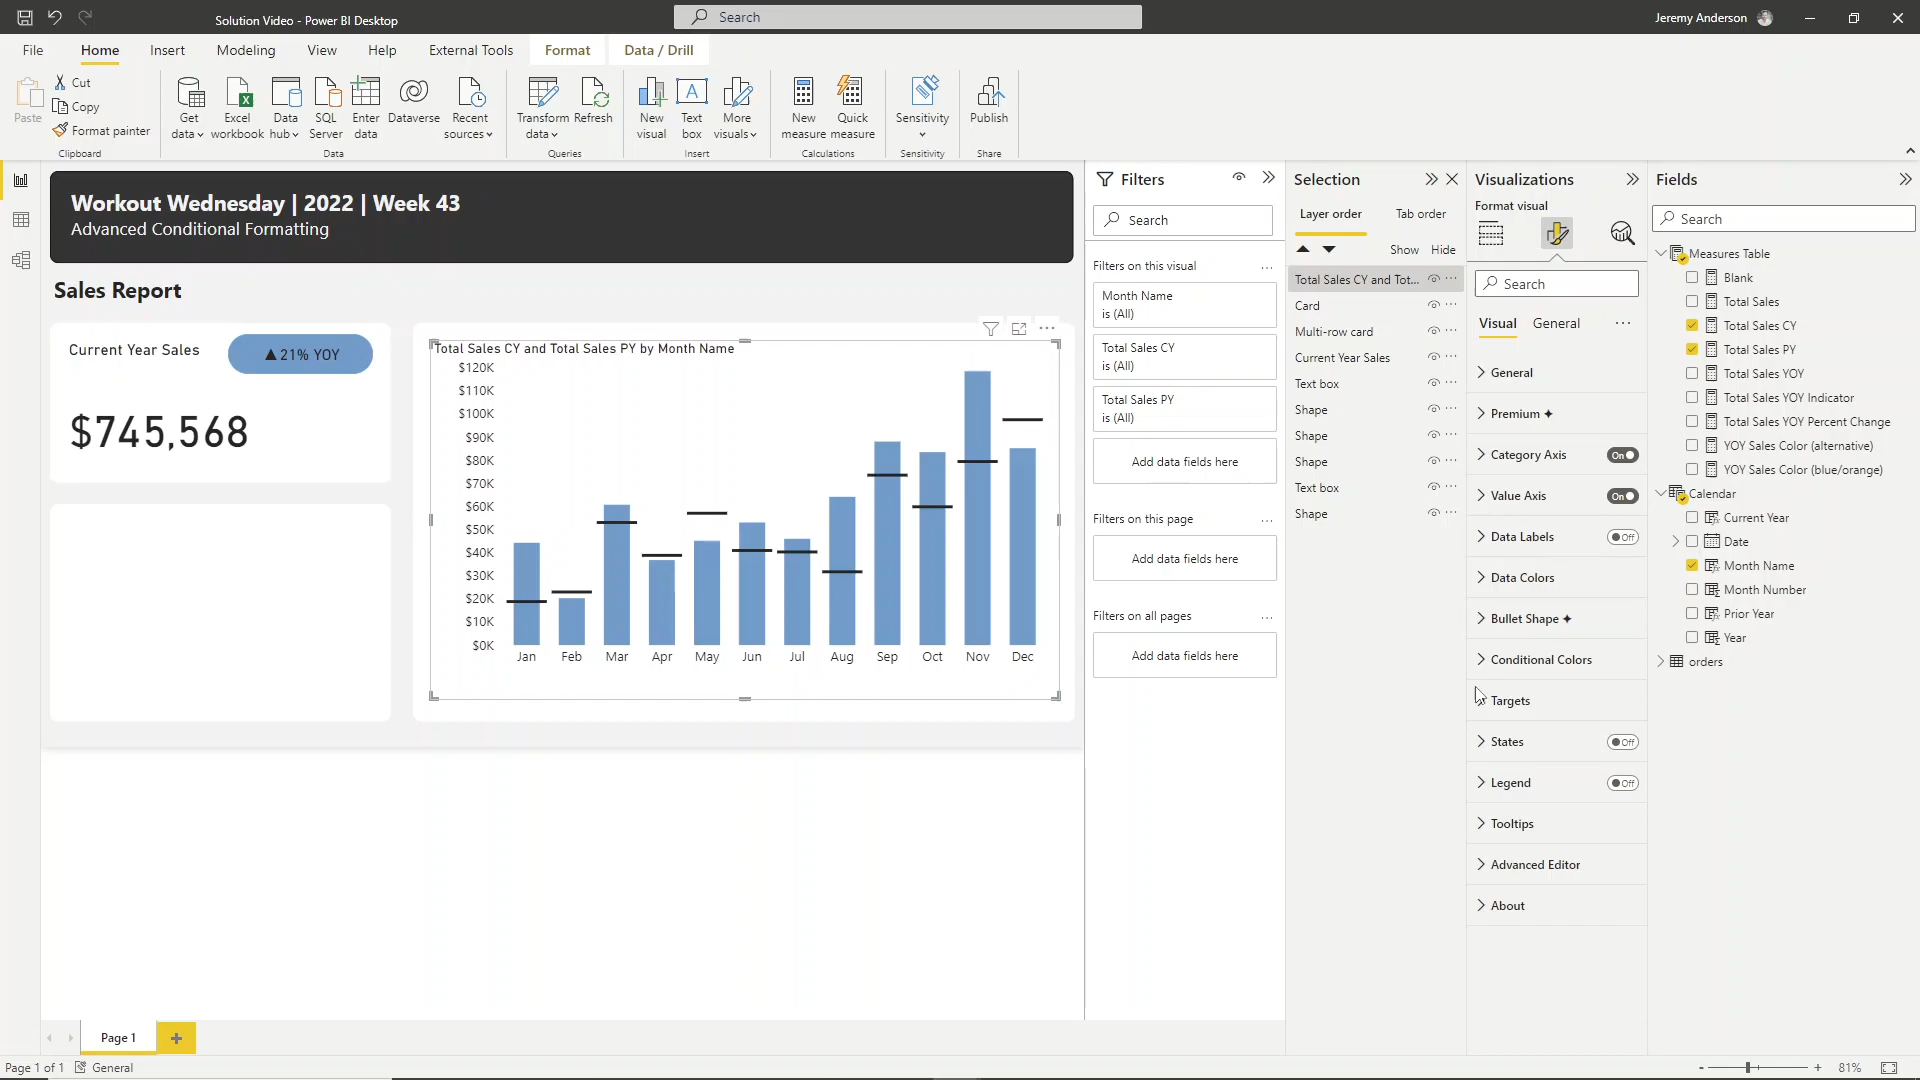 Solution Video - Power BI Desktop
Search
Jeremy Anderson
File
Home
Insert
Modeling
View
Help
External Tools
Format
Data / Drill
Paste
Cut
Copy
Format painter
Clipboard
Get
data
Excel
workbook
Data
hub
SQL
Server
Enter
data
Dataverse
Recent
sources
Data
Transform
data
Refresh
Queries
New
visual
Text
box
More
visuals
Insert
New
measure
Quick
measure
Calculations
Sensitivity
Sensitivity
Publish
Share
Workout Wednesday | 2022 | Week 43
Advanced Conditional Formatting
Sales Report
Current Year Sales
▲21% YOY
$745,568
Total Sales CY and Total Sales PY by Month Name
$120K
$110K
$100K
$90K
$80K
$70K
$60K
$50K
$40K
$30K
$20K
$10K
$0K
Jan
Feb
Mar
Apr
May
Jun
Jul
Aug
Sep
Oct
Nov
Dec
Filters
Search
Filters on this visual
...
Month Name
is (All)
Total Sales CY
is (All)
Total Sales PY
is (All)
Add data fields here
Filters on this page
...
Add data fields here
Filters on all pages
...
Add data fields here
Selection
Layer order
Tab order
Show
Hide
Total Sales CY and Tot...
Card
Multi-row card
Current Year Sales
Text box
Shape
Shape
Shape
Text box
Shape
Visualizations
Format visual
Search
Visual
General
...
General
Premium
Category Axis
On
Value Axis
On
Data Labels
Off
Data Colors
Bullet Shape
Conditional Colors
Targets
States
Off
Legend
Off
Tooltips
Advanced Editor
About
Fields
Search
Measures Table
Blank
Total Sales
Total Sales CY
Total Sales PY
Total Sales YOY
Total Sales YOY Indicator
Total Sales YOY Percent Change
YOY Sales Color (alternative)
YOY Sales Color (blue/orange)
Calendar
Current Year
Date
Month Name
Month Number
Prior Year
Year
orders
Page 1
+
Page 1 of 1
General
-
+
81%